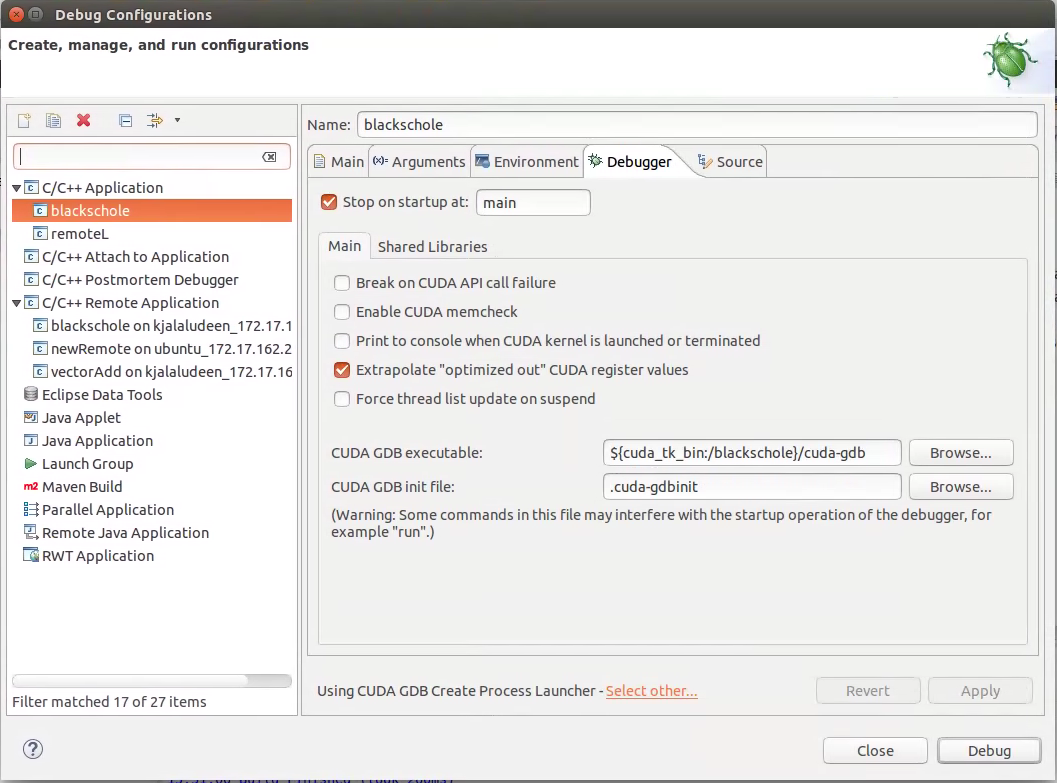 Debug Configurations
Create, manage, and run configurations
Name: blackschole
Main (x)= Arguments Environment Debugger Source
C/C++ Application
blackschole
remoteL
C/C++ Attach to Application
C/C++ Postmortem Debugger
C/C++ Remote Application
blackschole on kjalaludeen_172.17.1
newRemote on ubuntu_172.17.162.2
vectorAdd on kjalaludeen_172.17.16
Eclipse Data Tools
Java Applet
Java Application
Launch Group
m2 Maven Build
Parallel Application
Remote Java Application
RWT Application
Filter matched 17 of 27 items
Stop on startup at: main
Main Shared Libraries
Break on CUDA API call failure
Enable CUDA memcheck
Print to console when CUDA kernel is launched or terminated
Extrapolate "optimized out" CUDA register values
Force thread list update on suspend
CUDA GDB executable: ${cuda_tk_bin:/blackschole}/cuda-gdb Browse...
CUDA GDB init file: .cuda-gdbinit Browse...
(Warning: Some commands in this file may interfere with the startup operation of the debugger, for
example "run".)
Using CUDA GDB Create Process Launcher - Select other... Revert Apply
Close Debug